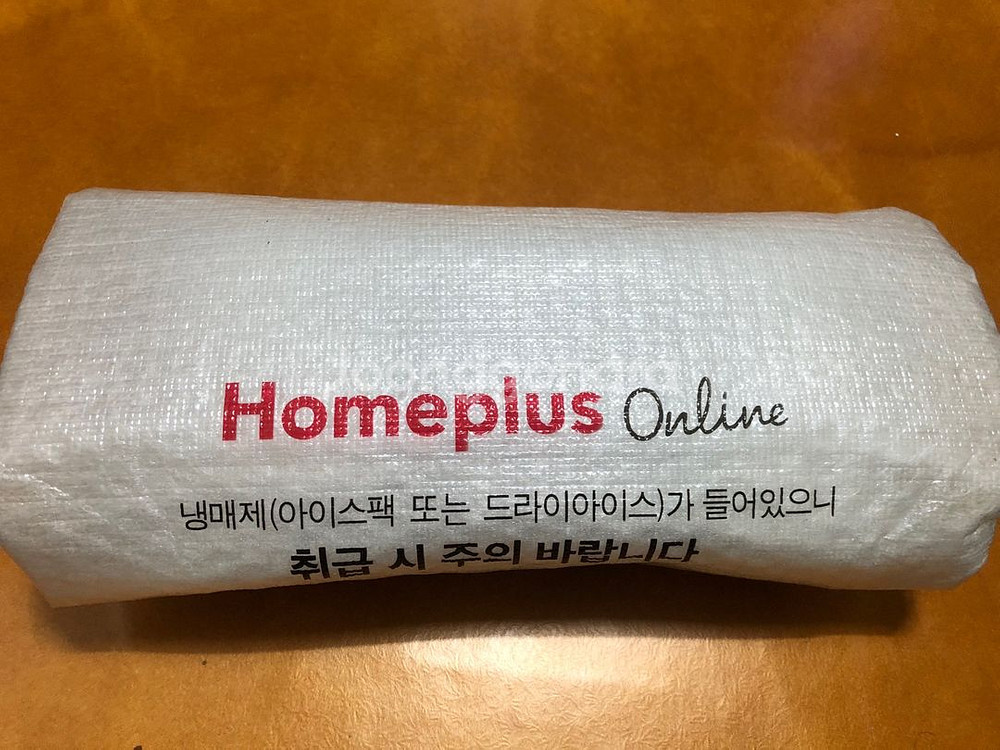 Homeplus Online
냉매제(아이스팩 또는 드라이아이스)가 들어있으니
취급 시 주의 바랍니다